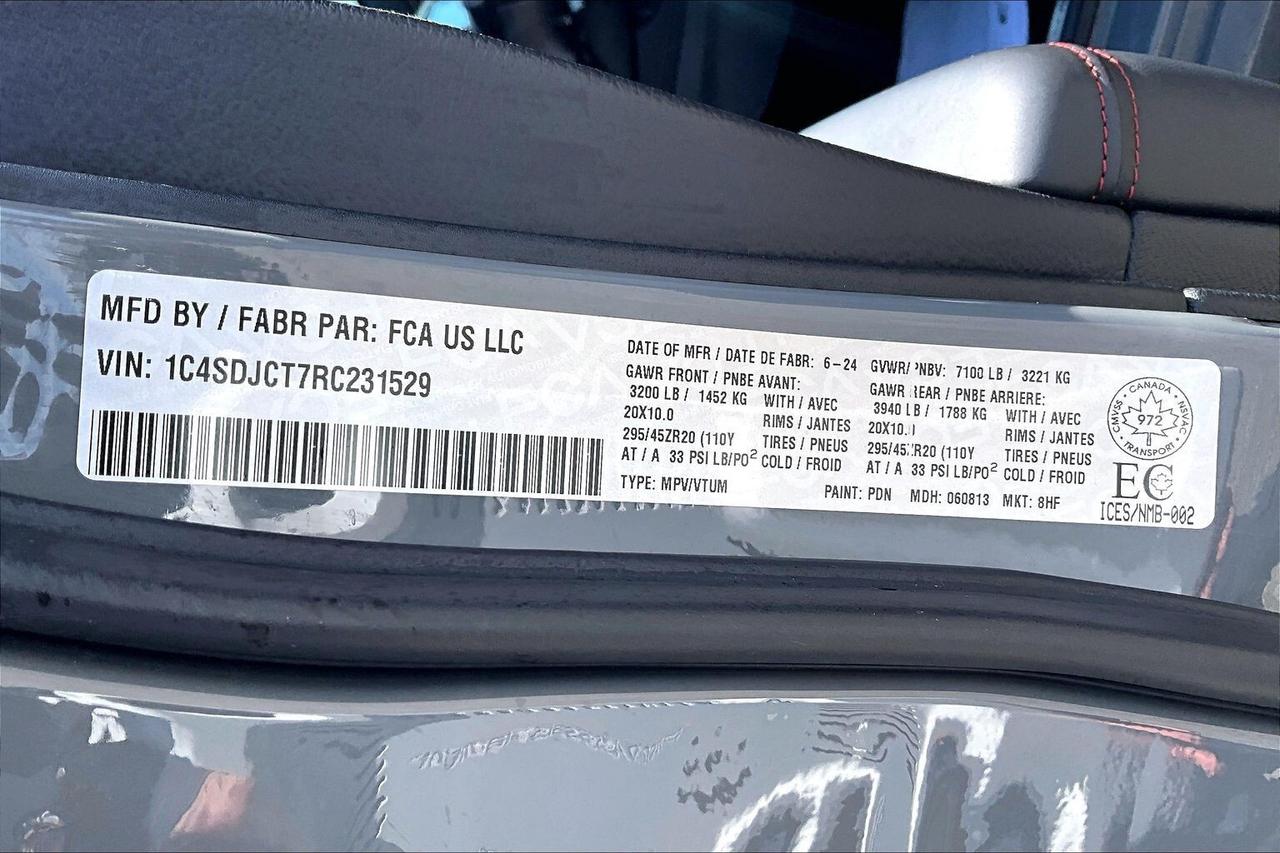 MFD BY / FABR PAR: FCA US LLC
VIN: 1C4SDJCT7RC231529
DATE OF MFR / DATE DE FABR: 6-24 GVWR/ PNBV: 7100 LB / 3221 KG
GAWR FRONT / PNBE AVANT: GAWR REAR / PNBE ARRIERE:
3200 LB / 1452 KG WITH / AVEC 3940 LB / 1788 KG WITH / AVEC
20X10.0 RIMS / JANTES 20X10.0 RIMS / JANTES
295/45ZR20 (110Y TIRES / PNEUS 295/45ZR20 (110Y TIRES / PNEUS
AT / A 33 PSI LB/PO² COLD / FROID AT / A 33 PSI LB/PO² COLD / FROID
TYPE: MPV/VTUM PAINT: PDN MDH: 060813 MKT: 8HF
CANADA
CMVSS 972 NSVAC
TRANSPORT
EC
ICES/NMB-002